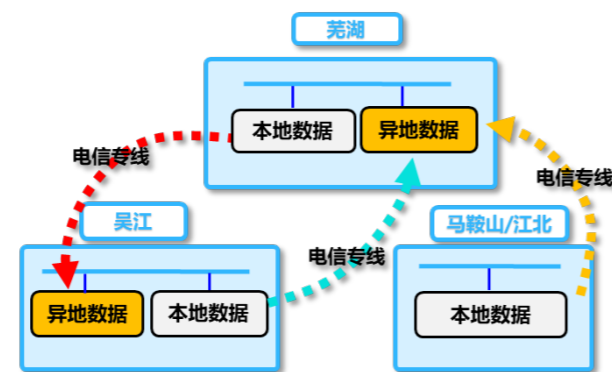 芜湖
本地数据
异地数据
电信专线
电信专线
吴江
马鞍山/江北
电信专线
异地数据
本地数据
本地数据